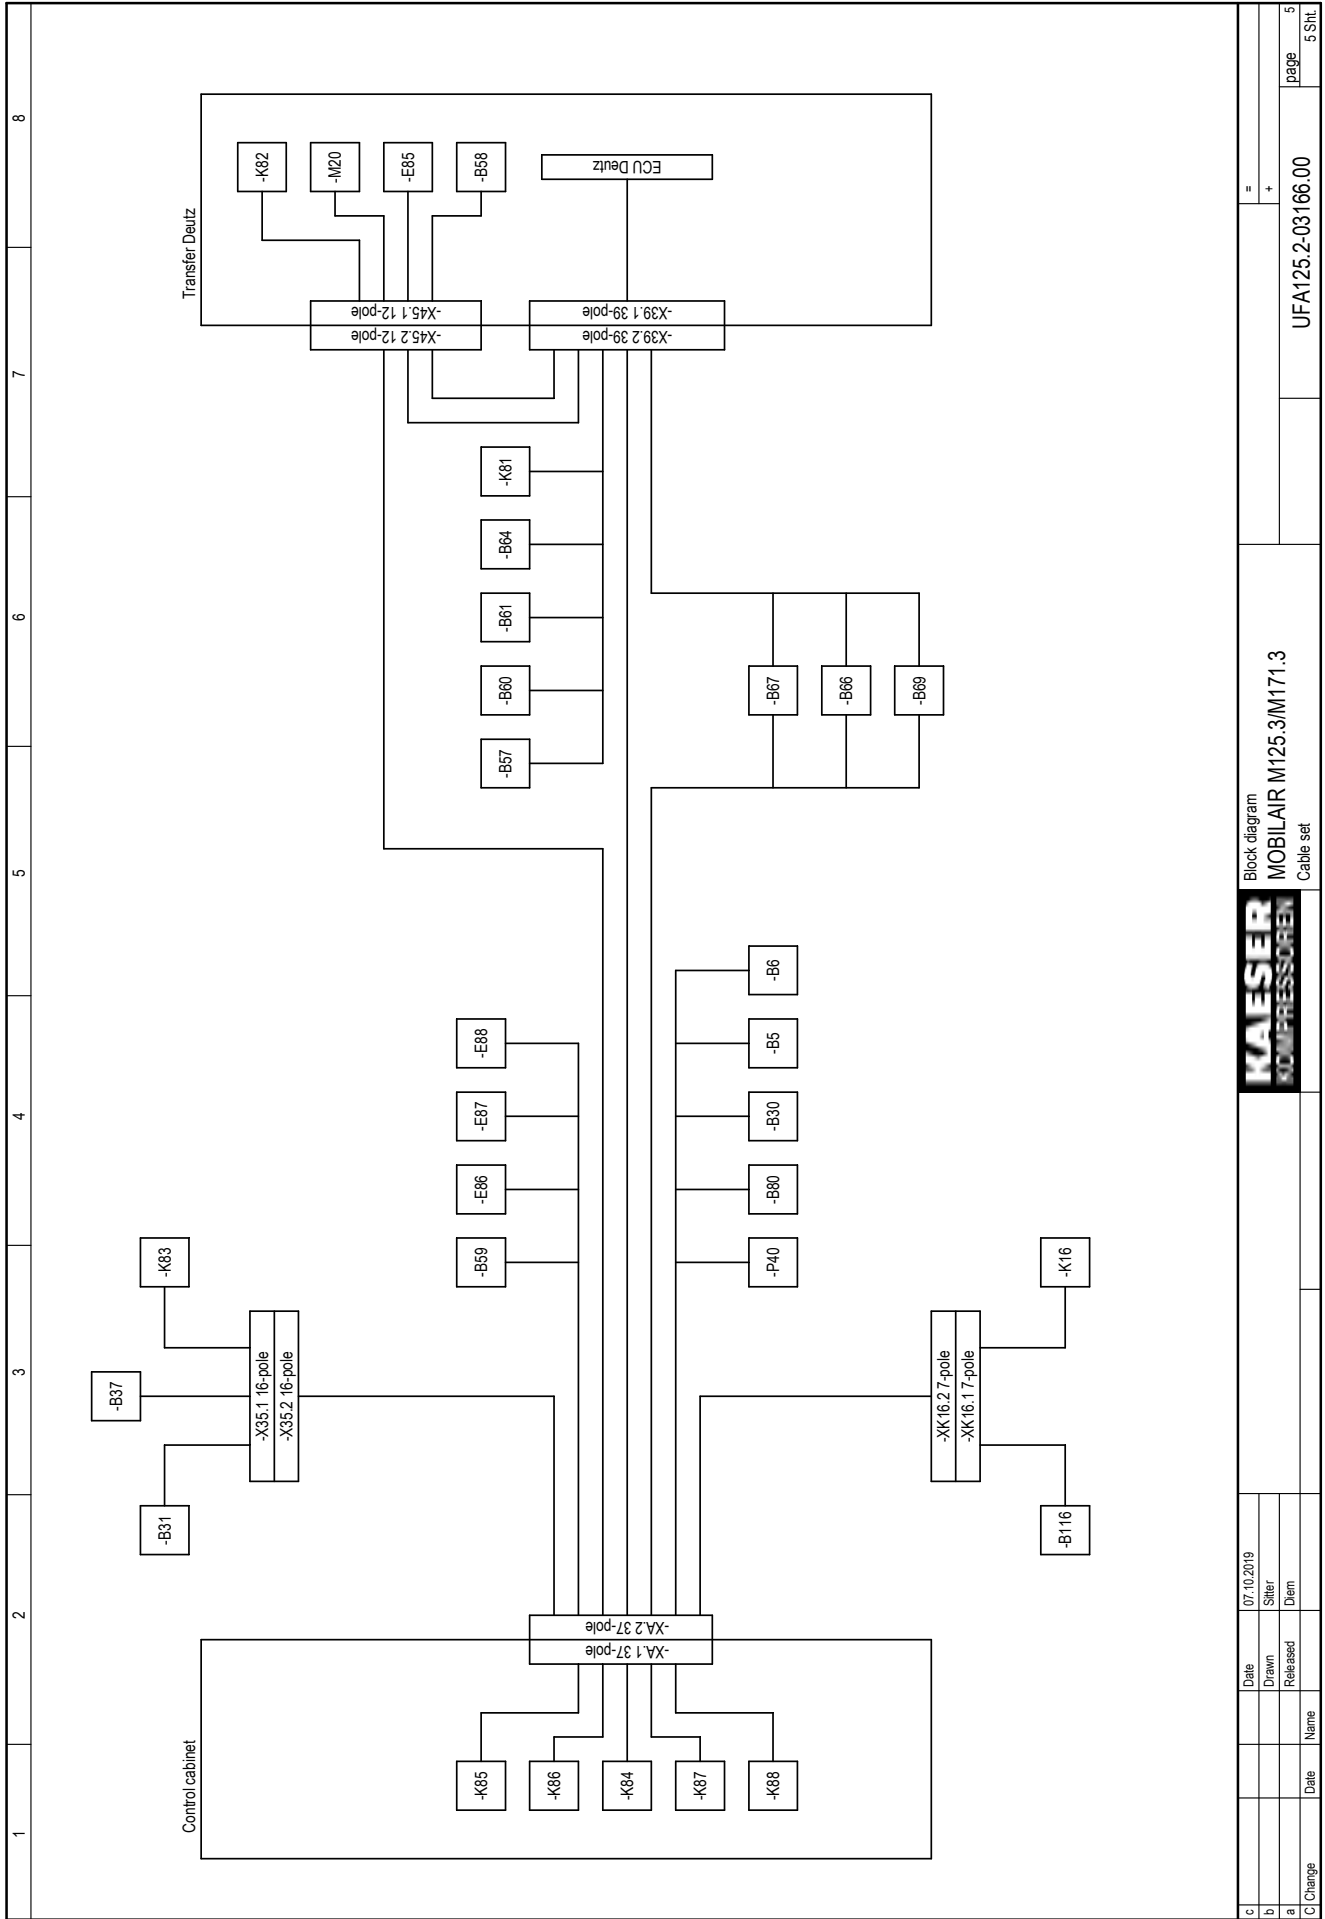 1
2
3
4
5
6
7
8
Control cabinet
Transfer Deutz
-B37
-B31
-K83
-X35.1 16-pole
-X35.2 16-pole
-K82
-M20
-E85
-B58
ECU Deutz
-X45.1 12-pole
-X45.2 12-pole
-X39.1 39-pole
-X39.2 39-pole
-B59
-E86
-E87
-E88
-B57
-B60
-B61
-B64
-K81
-K85
-K86
-K84
-K87
-K88
-XA.2 37-pole
-XA.1 37-pole
-P40
-B80
-B30
-B5
-B6
-B67
-B66
-B69
-XK16.2 7-pole
-XK16.1 7-pole
-B116
-K16
c
b
a
C Change
Date
Name
Date 07.10.2019
Drawn Sitter
Released Diem
KAESER
KOMPRESSOREN
Block diagram
MOBILAIR M125.3/M171.3
Cable set
=
+
UFA125.2-03166.00
page 5
5 Sht.